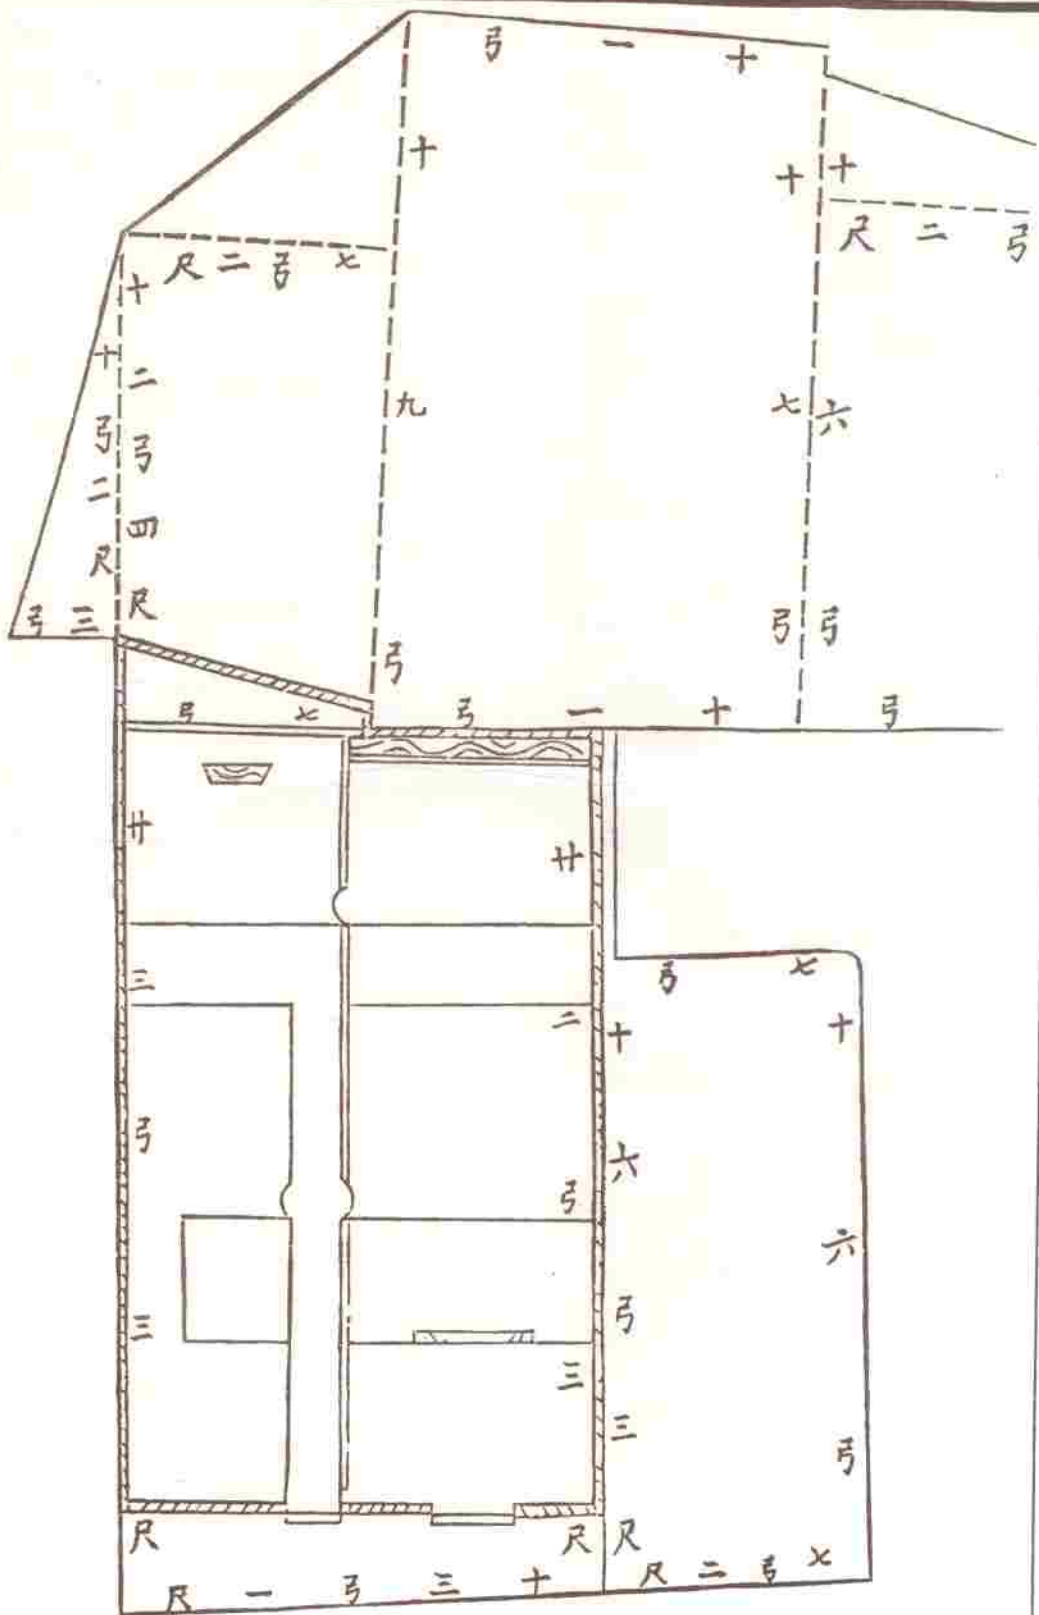 十一弓
十九弓
十七弓
十六弓
弓二尺
七弓二尺
十二弓四尺
十弓二尺
三弓
弓
十一弓
七弓
廿二弓三尺
廿三弓三尺
七弓
十六弓
十六弓三尺
七弓二尺
十三弓一尺